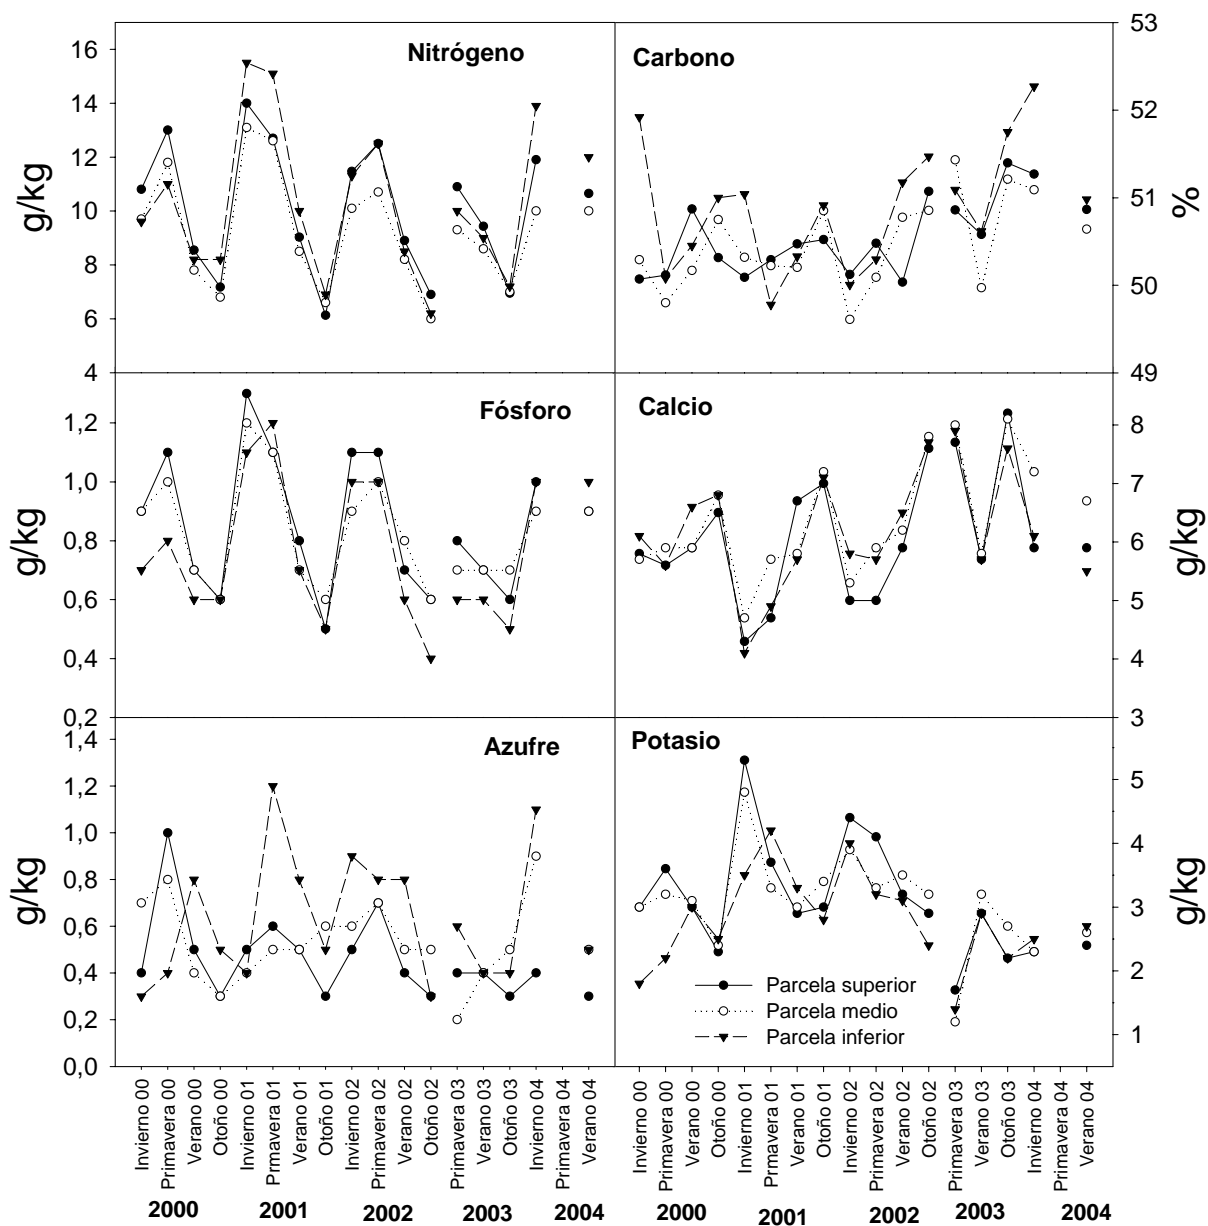 Nitrógeno
16
14
12
10
8
6
4
g/kg
Carbono
53
52
51
50
49
%
Fósforo
1,2
1,0
0,8
0,6
0,4
0,2
g/kg
Calcio
8
7
6
5
4
3
g/kg
Azufre
1,4
1,2
1,0
0,8
0,6
0,4
0,2
0,0
g/kg
Potasio
5
4
3
2
1
g/kg
Parcela superior
Parcela medio
Parcela inferior
Invierno 00
Primavera 00
Verano 00
Otoño 00
Invierno 01
Prmavera 01
Verano 01
Otoño 01
Invierno 02
Primavera 02
Verano 02
Otoño 02
Primavera 03
Verano 03
Otoño 03
Invierno 04
Primavera 04
Verano 04
2000
2001
2002
2003
2004
Invierno 00
Primavera 00
Verano 00
Otoño 00
Invierno 01
Primavera 01
Verano 01
Otoño 01
Invierno 02
Primavera 02
Verano 02
Otoño 02
Primavera 03
Verano 03
Otoño 03
Invierno 04
Primavera 04
Verano 04
2000
2001
2002
2003
2004